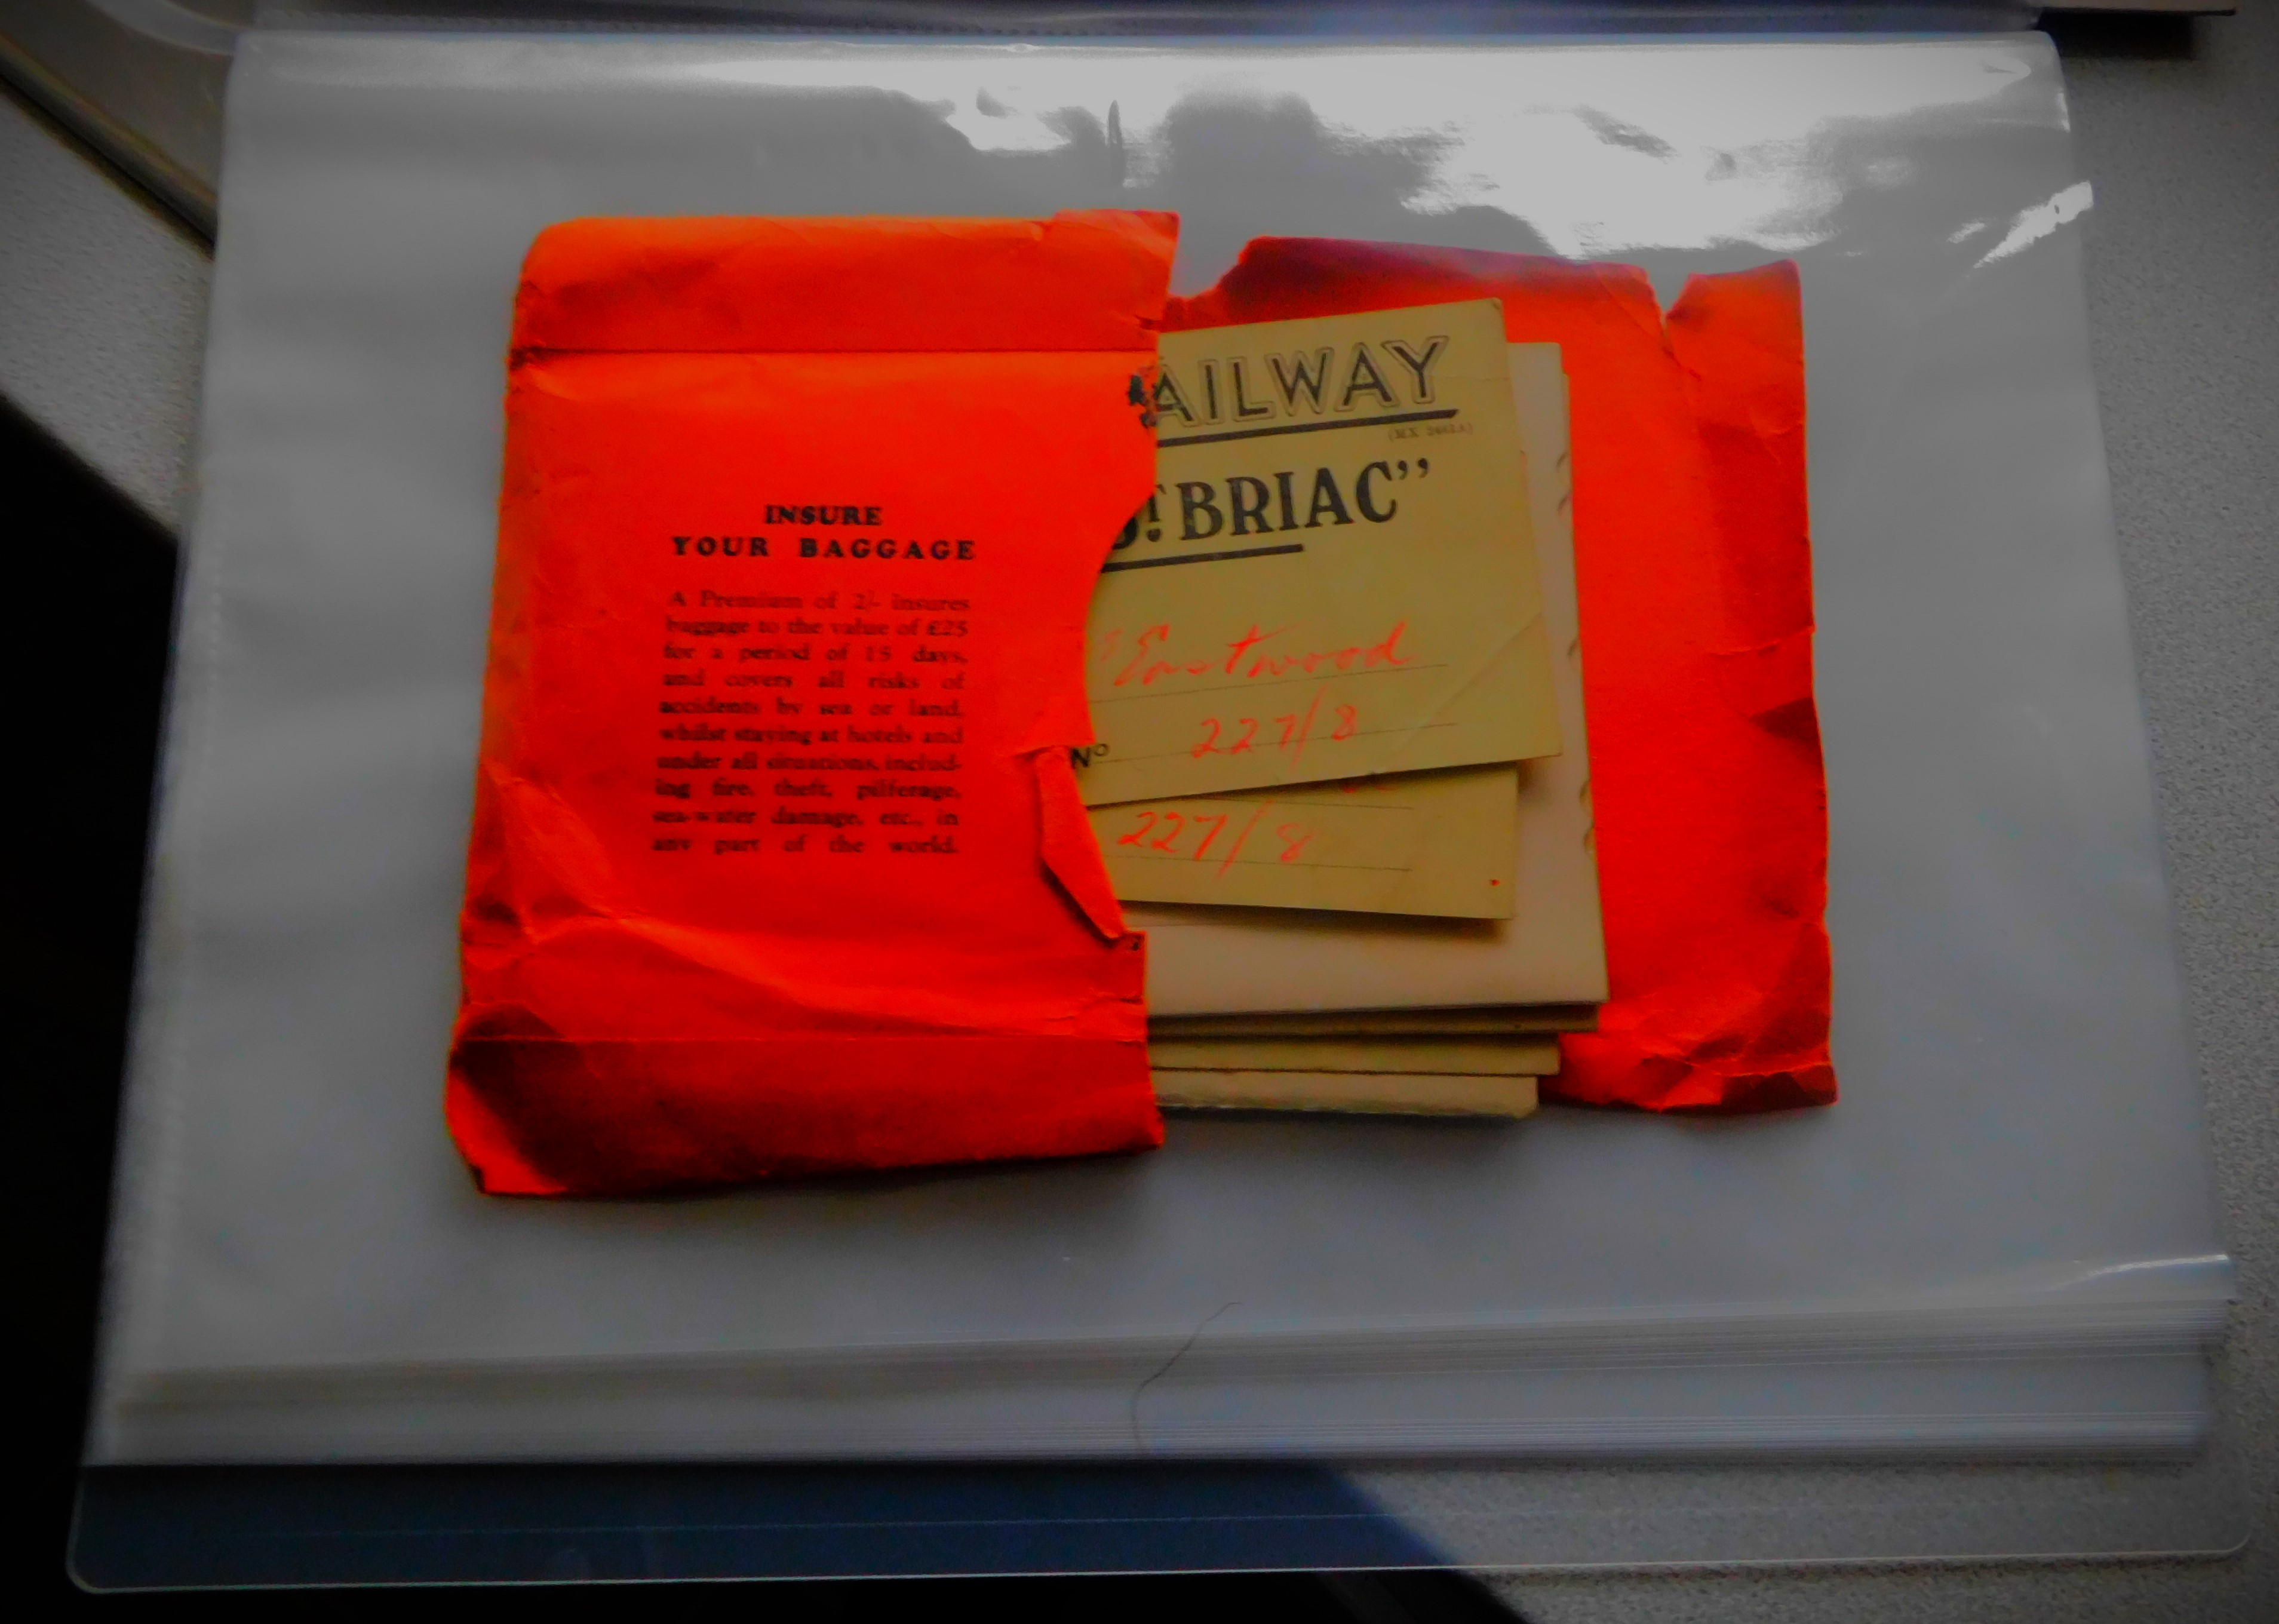 INSURE
YOUR BAGGAGE
A Premium of 2/- insures
baggage to the value of £25
for a period of 15 days,
and covers all risks of
accidents by sea or land,
whilst staying at hotels and
under all situations, includ-
ing fire, theft, pilferage,
sea-water damage, etc., in
any part of the world.
AILWAY
St. BRIAC”
Eastwood
No 227/8
227/8